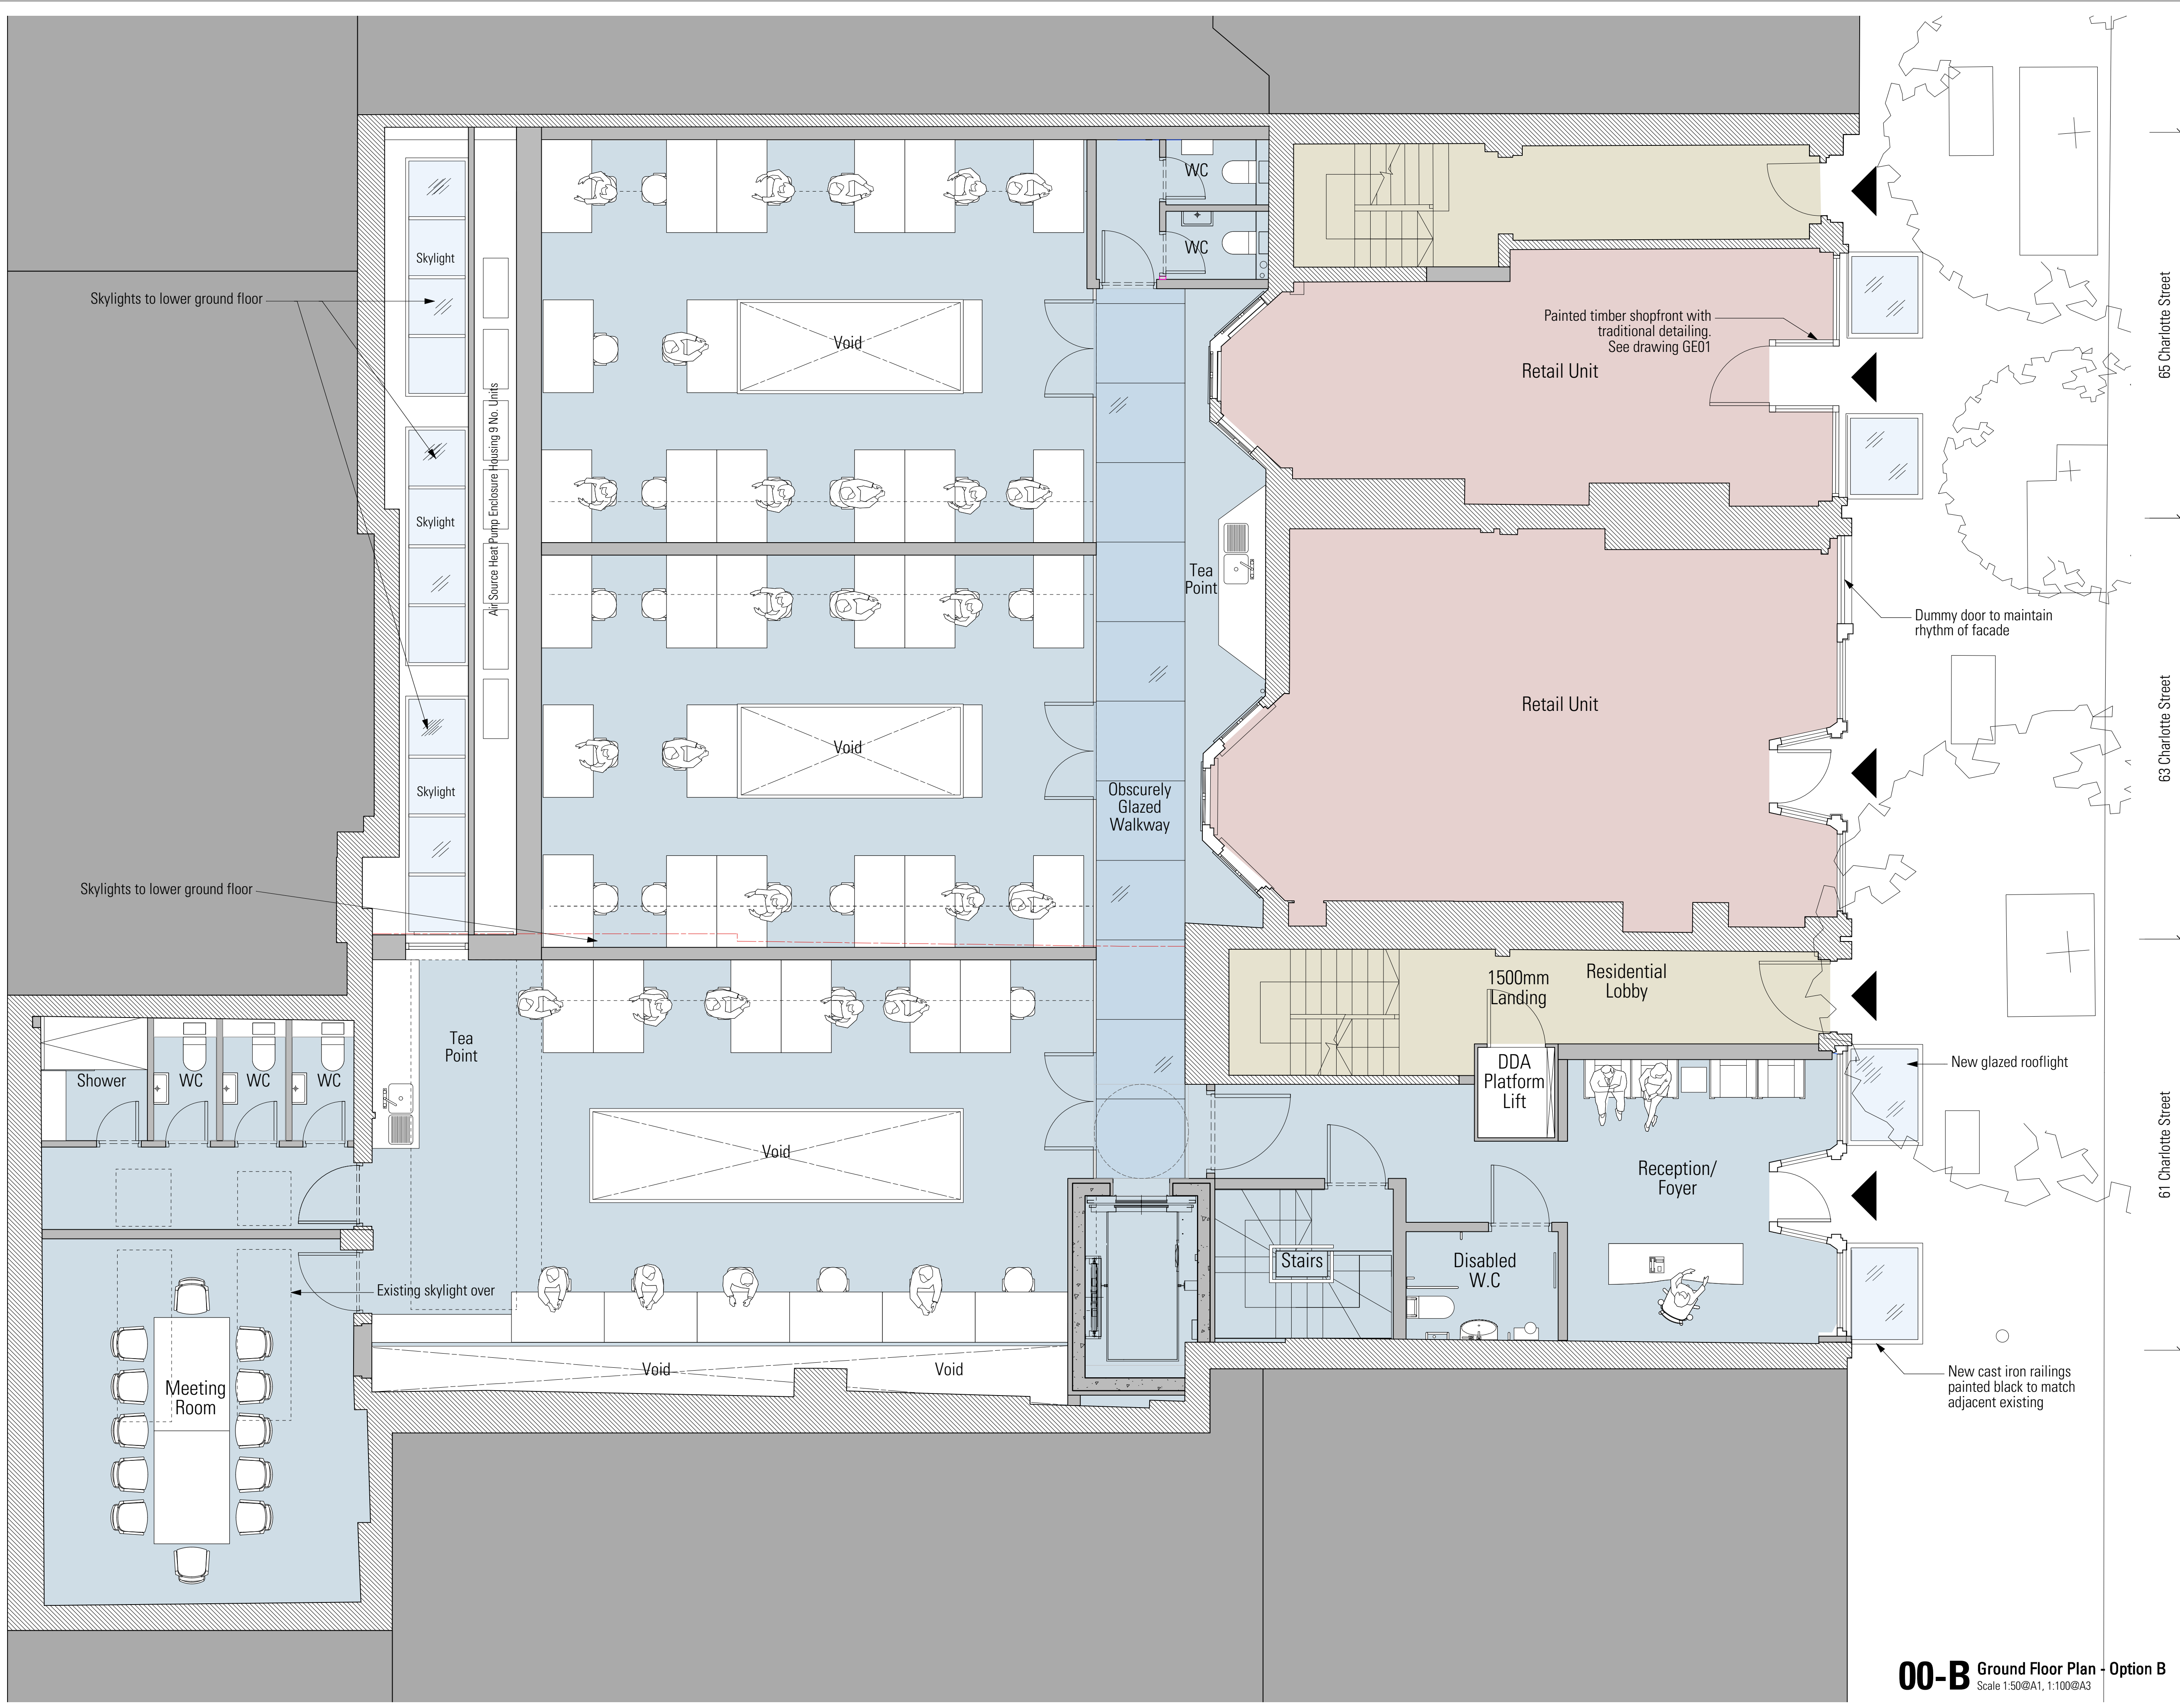 WC
WC
Skylight
Skylights to lower ground floor
Painted timber shopfront with
traditional detailing.
See drawing GE01
65 Charlotte Street
Void
Retail Unit
Air Source Heat Pump Enclosure Housing 9 No. Units
Skylight
Tea
Point
Dummy door to maintain
rhythm of facade
Retail Unit
63 Charlotte Street
Void
Skylight
Obscurely
Glazed
Walkway
Skylights to lower ground floor
1500mm
Landing
Residential
Lobby
Tea
Point
Shower
WC
WC
WC
DDA
Platform
Lift
New glazed rooflight
61 Charlotte Street
Void
Reception/
Foyer
Stairs
Disabled
W.C
Existing skylight over
Void
Void
Meeting
Room
New cast iron railings
painted black to match
adjacent existing
00-B
Ground Floor Plan - Option B
Scale 1:50@A1, 1:100@A3